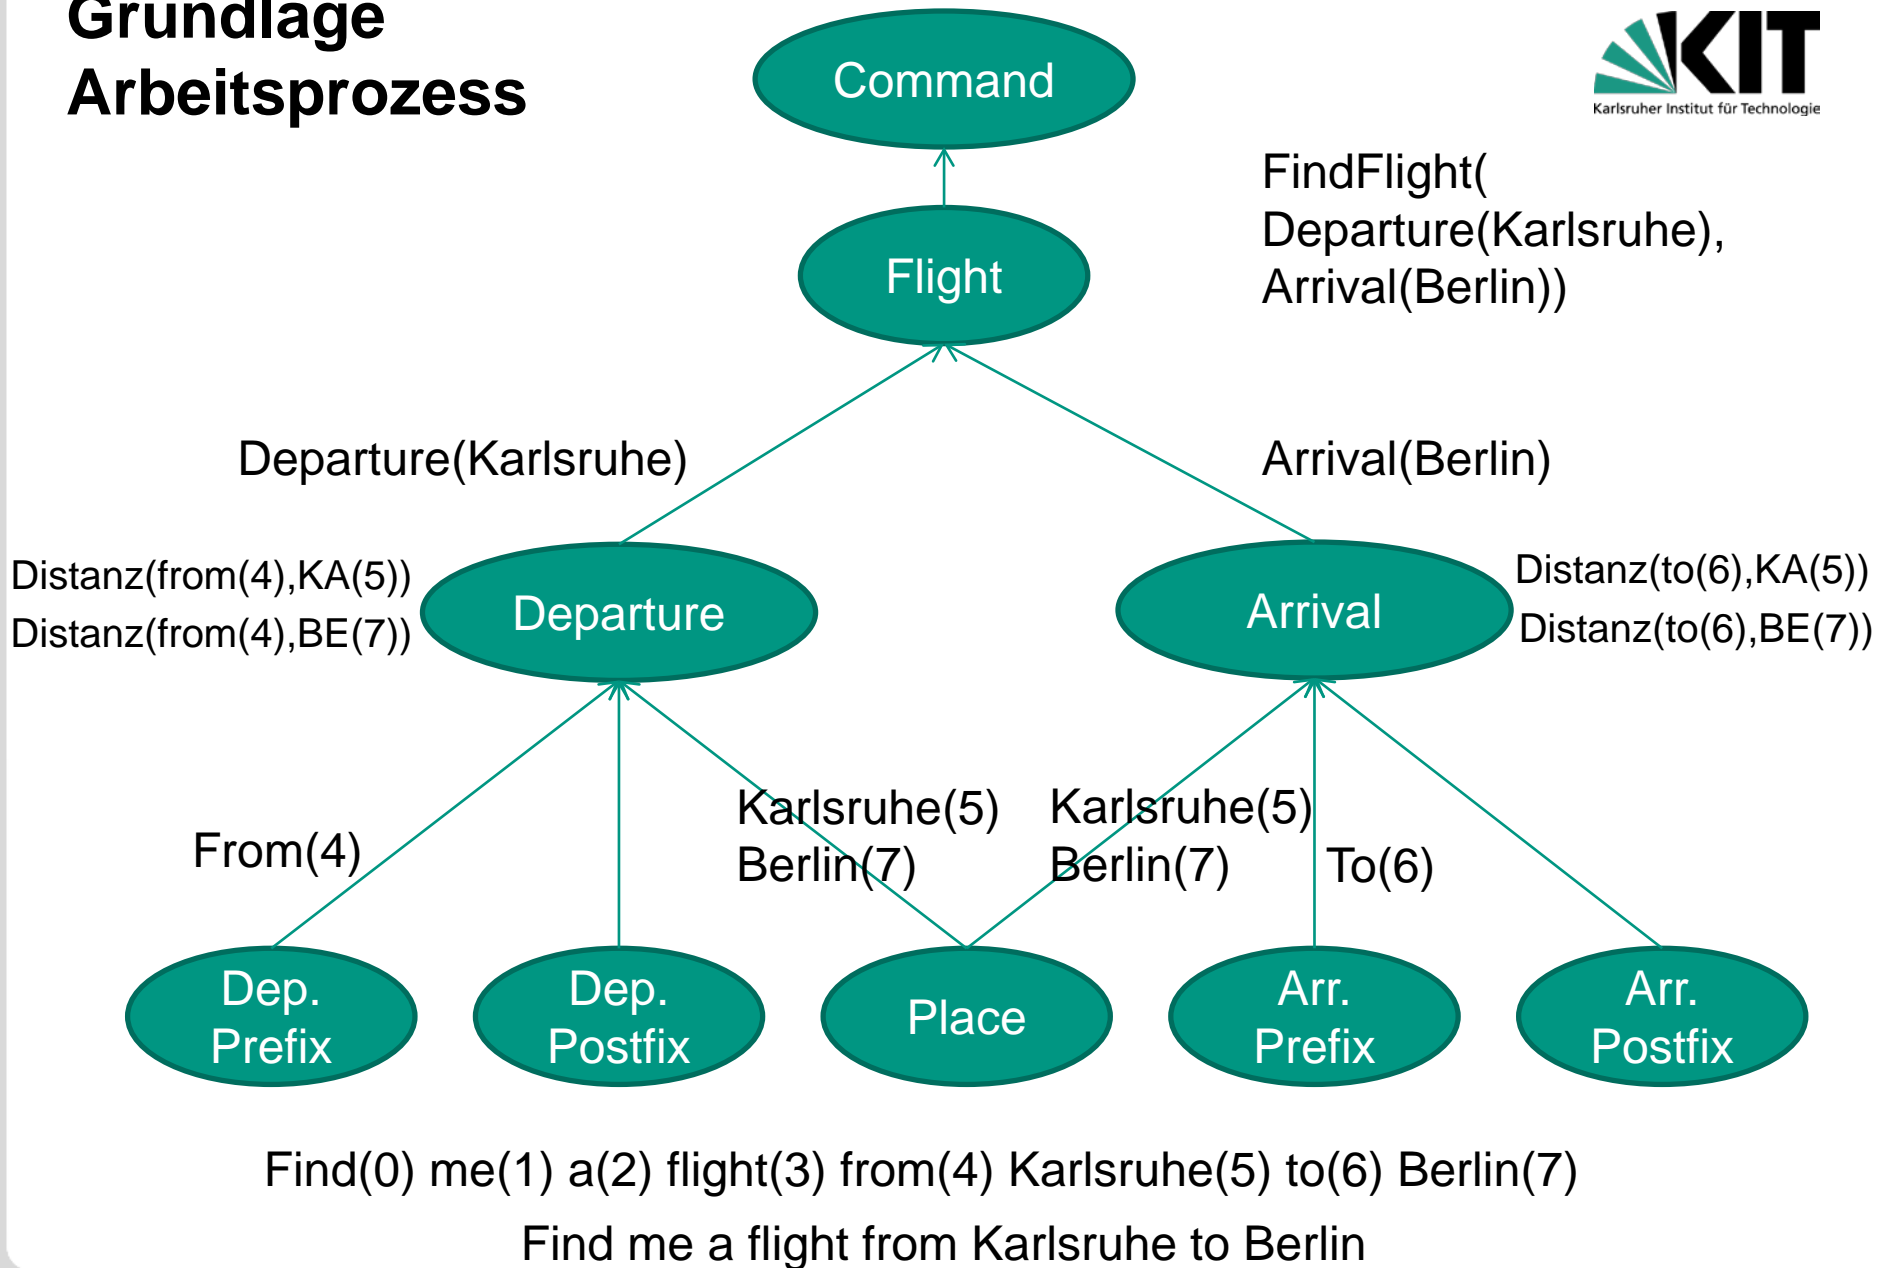 Grundlage
Arbeitsprozess
KIT
Karlsruher Institut für Technologie
Command
FindFlight(
Departure(Karlsruhe),
Arrival(Berlin))
Flight
Departure(Karlsruhe)
Arrival(Berlin)
Distanz(from(4),KA(5))
Distanz(from(4),BE(7))
Departure
Arrival
Distanz(to(6),KA(5))
Distanz(to(6),BE(7))
From(4)
Karlsruhe(5)
Berlin(7)
Karlsruhe(5)
Berlin(7)
To(6)
Dep.
Prefix
Dep.
Postfix
Place
Arr.
Prefix
Arr.
Postfix
Find(0) me(1) a(2) flight(3) from(4) Karlsruhe(5) to(6) Berlin(7)
Find me a flight from Karlsruhe to Berlin